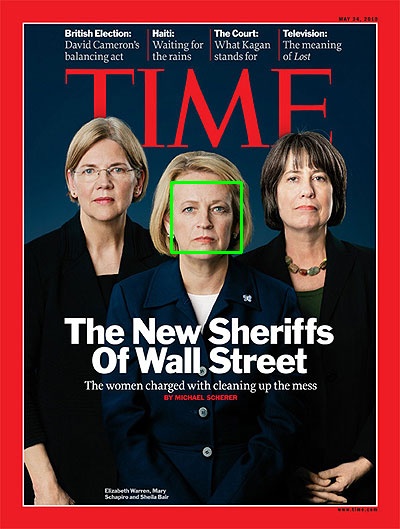 MAY 24, 2010
British Election:
David Cameron's
balancing act
Haiti:
Waiting for
the rains
The Court:
What Kagan
stands for
Television:
The meaning
of Lost
TIME
The New Sheriffs
Of Wall Street
The women charged with cleaning up the mess
BY MICHAEL SCHERER
Elizabeth Warren, Mary
Schapiro and Sheila Bair
www.time.com